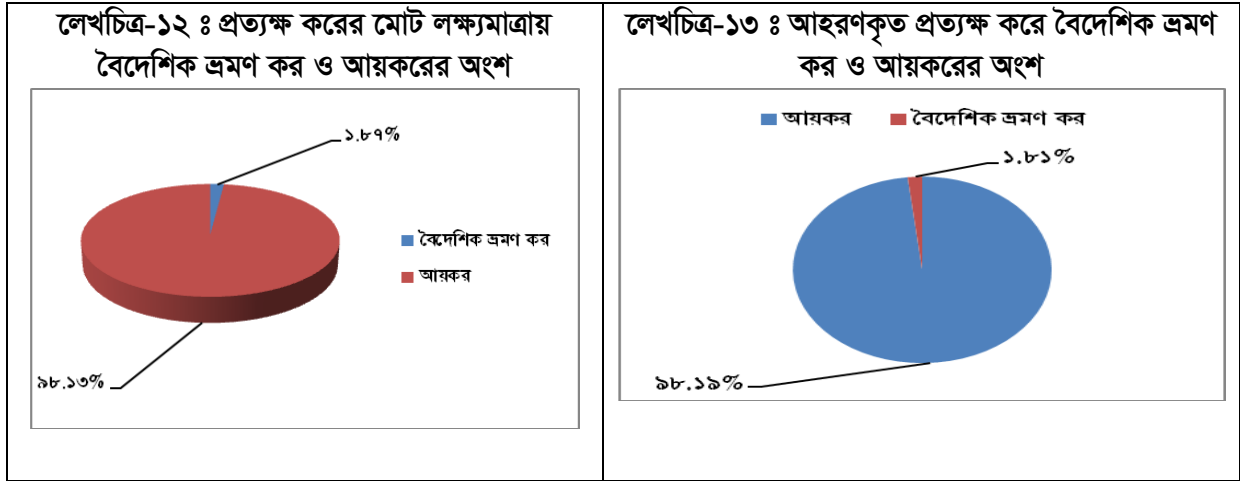 লেখচিত্র-১২ ঃ প্রত্যক্ষ করের মোট লক্ষ্যমাত্রায়
বৈদেশিক ভ্রমণ কর ও আয়করের অংশ
১.৮৭%
বৈদেশিক ভ্রমণ কর
আয়কর
৯৮.১৩%
লেখচিত্র-১৩ ঃ আহরণকৃত প্রত্যক্ষ করে বৈদেশিক ভ্রমণ
কর ও আয়করের অংশ
আয়কর বৈদেশিক ভ্রমণ কর
১.৮১%
৯৮.১৯%